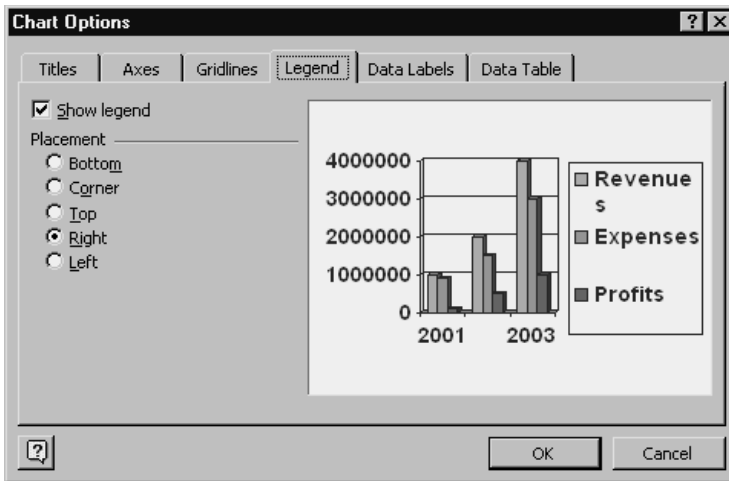 Chart Options
Titles Axes Gridlines Legend Data Labels Data Table
Show legend
Placement
Bottom
Corner
Top
Right
Left
4000000
3000000
2000000
1000000
0
2001 2003
Revenue
s
Expenses
Profits
OK Cancel